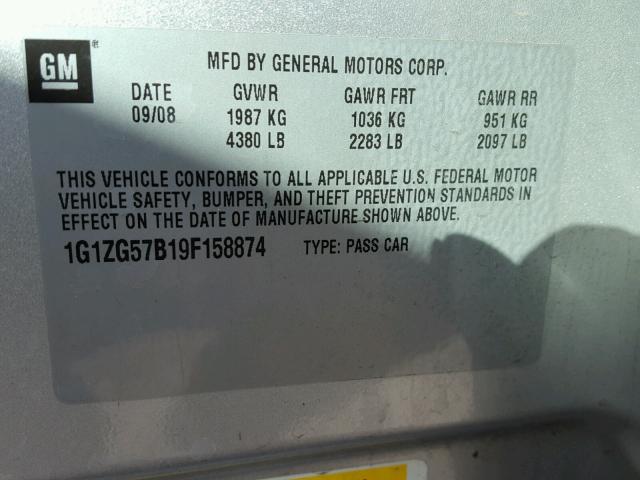 GM®
MFD BY GENERAL MOTORS CORP.
DATE GVWR GAWR FRT GAWR RR
09/08 1987 KG 1036 KG 951 KG
4380 LB 2283 LB 2097 LB
THIS VEHICLE CONFORMS TO ALL APPLICABLE U.S. FEDERAL MOTOR
VEHICLE SAFETY, BUMPER, AND THEFT PREVENTION STANDARDS IN
EFFECT ON THE DATE OF MANUFACTURE SHOWN ABOVE.
1G1ZG57B19F158874 TYPE: PASS CAR